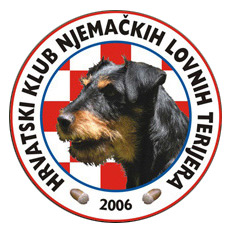 HRVATSKI KLUB NJEMAČKIH LOVNIH TERIJERA
2006